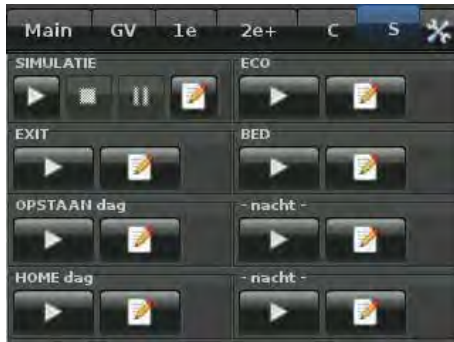 Main GV 1e 2e+ C S
SIMULATIE ECO
EXIT BED
OPSTAAN dag - nacht -
HOME dag - nacht -